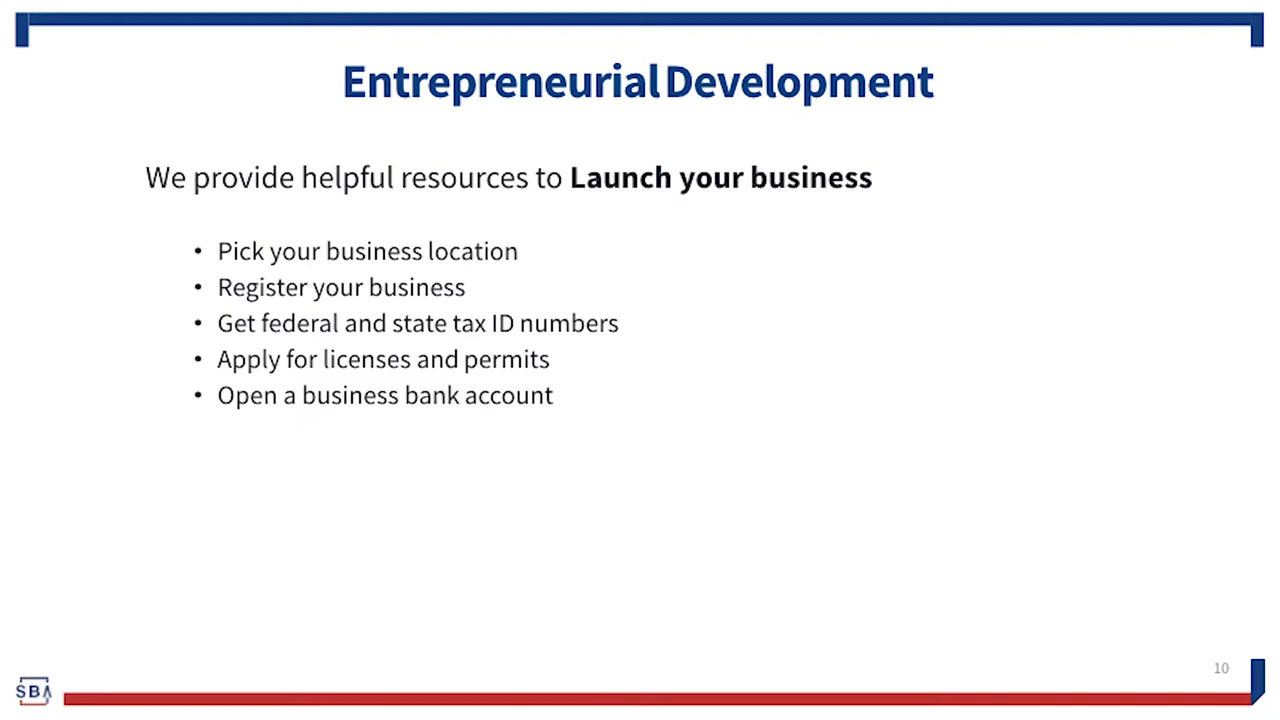 Entrepreneurial Development
We provide helpful resources to Launch your business
• Pick your business location
• Register your business
• Get federal and state tax ID numbers
• Apply for licenses and permits
• Open a business bank account
10
SBA